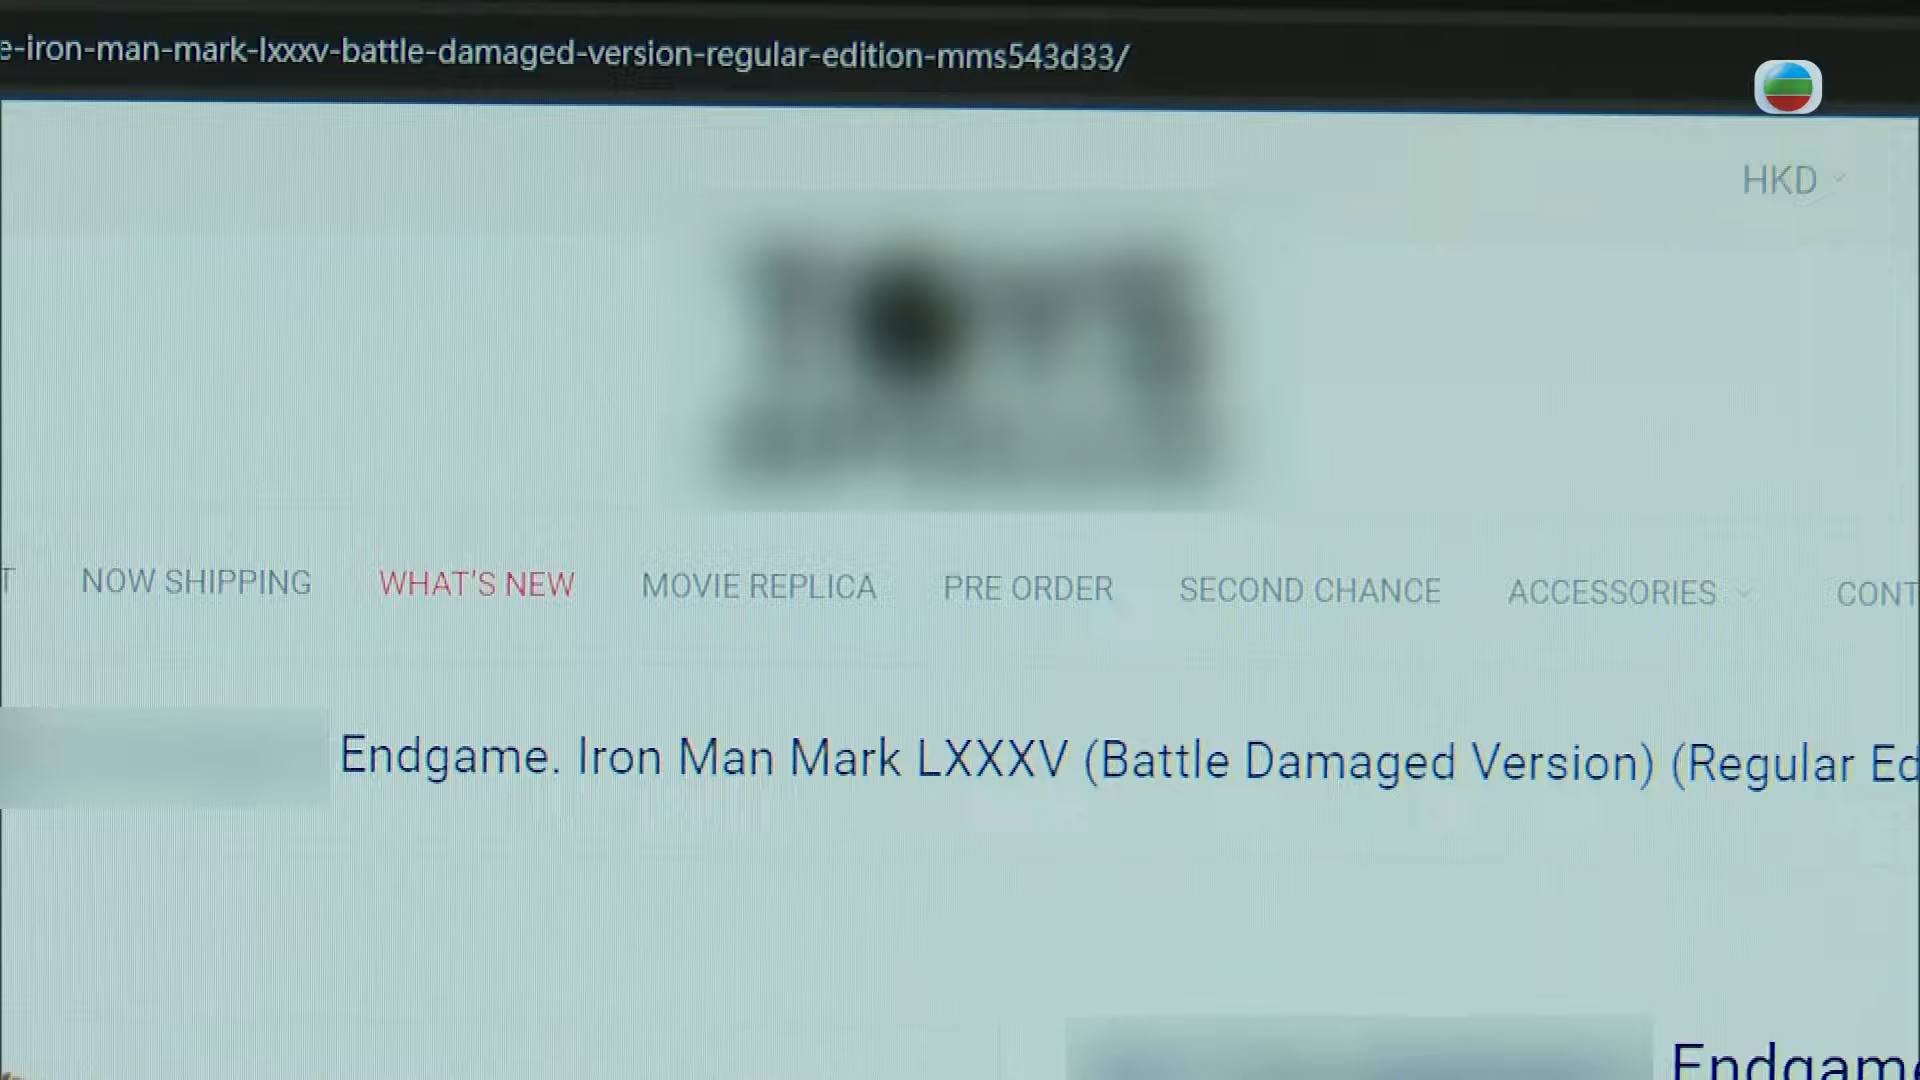 e-iron-man-mark-lxxxv-battle-damaged-version-regular-edition-mms543d33/
HKD
T NOW SHIPPING WHAT'S NEW MOVIE REPLICA PRE ORDER SECOND CHANCE ACCESSORIES CONT
Endgame. Iron Man Mark LXXXV (Battle Damaged Version) (Regular Ed
Endgame